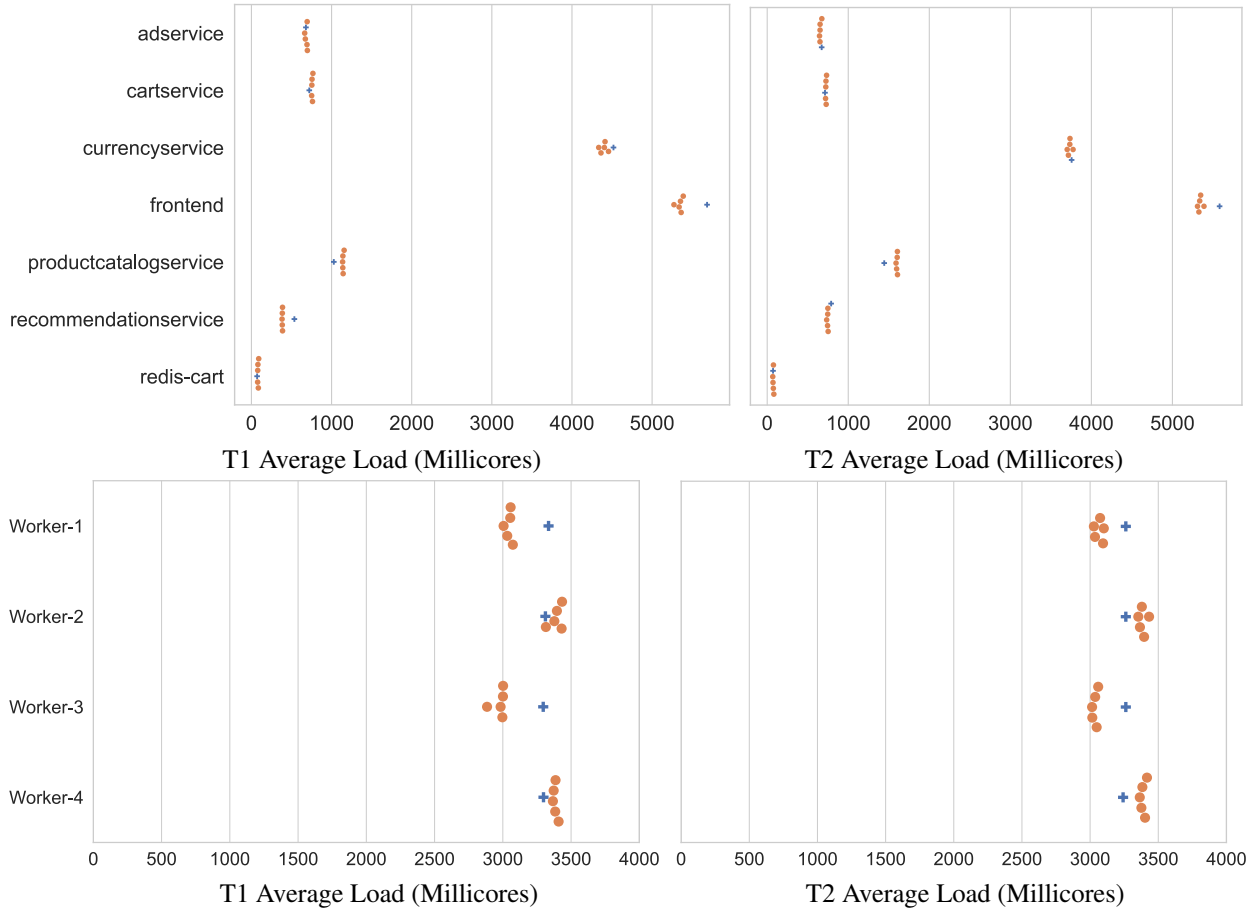 adservice
cartservice
currencyservice
frontend
productcatalogservice
recommendationservice
redis-cart
0 1000 2000 3000 4000 5000
0 1000 2000 3000 4000 5000
T1 Average Load (Millicores)
T2 Average Load (Millicores)
Worker-1
Worker-2
Worker-3
Worker-4
0 500 1000 1500 2000 2500 3000 3500 4000
0 500 1000 1500 2000 2500 3000 3500 4000
T1 Average Load (Millicores)
T2 Average Load (Millicores)